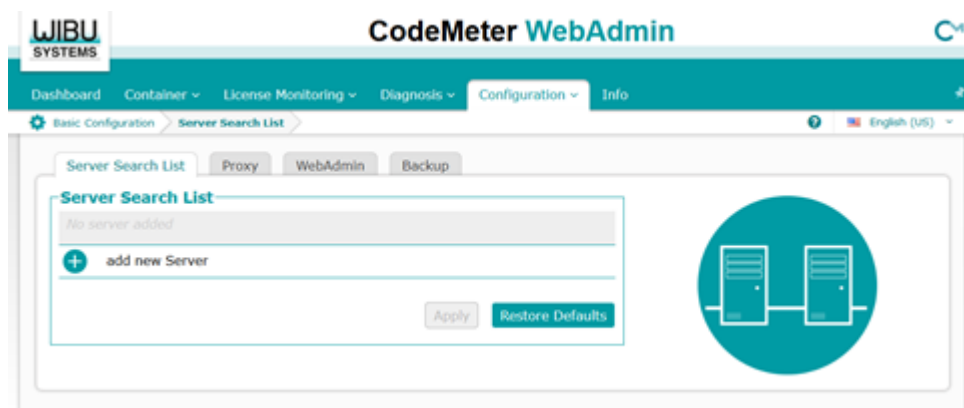 WIBU
SYSTEMS
CodeMeter WebAdmin
Dashboard Container License Monitoring Diagnosis Configuration Info
Basic Configuration Server Search List English (US)
Server Search List Proxy WebAdmin Backup
Server Search List
No server added
add new Server
Apply Restore Defaults